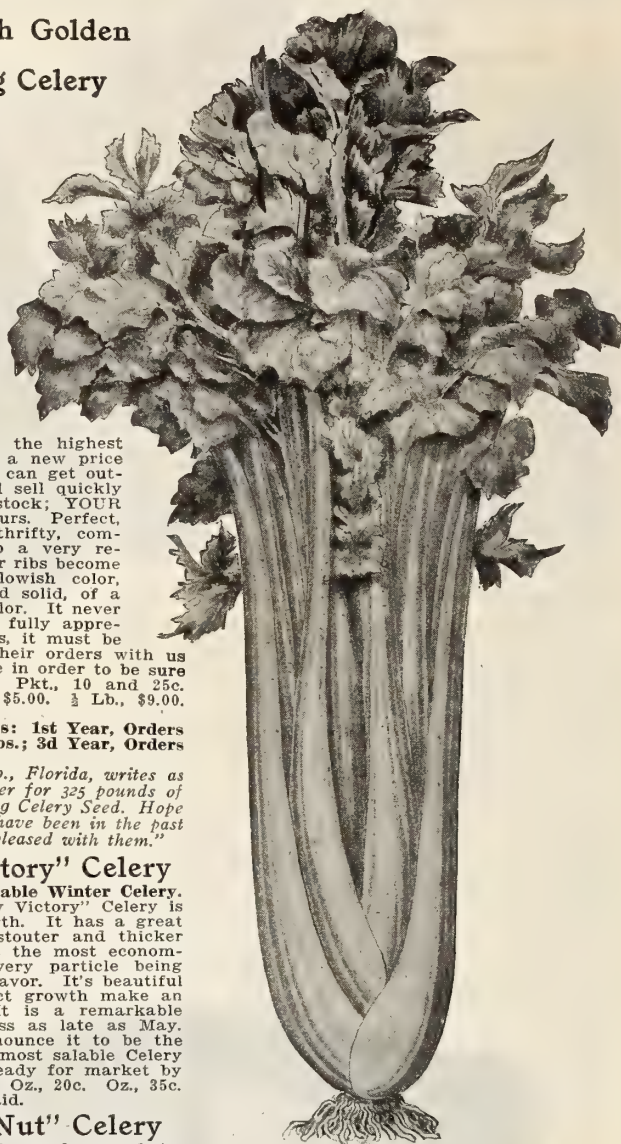 h Golden
g Celery
the highest
a new price
can get out-
l sell quickly
stock; YOUR
urs. Perfect,
thrifty, com-
o a very re-
r ribs become
lowish color,
d solid, of a
lor. It never
fully appre-
s, it must be
heir orders with us
e in order to be sure
Pkt., 10 and 25c.
$5.00. ½ Lb., $9.00.
s: 1st Year, Orders
os.; 3d Year, Orders
o., Florida, writes as
er for 325 pounds of
g Celery Seed. Hope
have been in the past
leased with them."
tory" Celery
able Winter Celery.
y Victory" Celery is
th. It has a great
stouter and thicker
the most econom-
very particle being
avor. It's beautiful
ct growth make an
It is a remarkable
ss as late as May.
nounce it to be the
most salable Celery
eady for market by
Oz., 20c. Oz., 35c.
id.
Nut" Celery